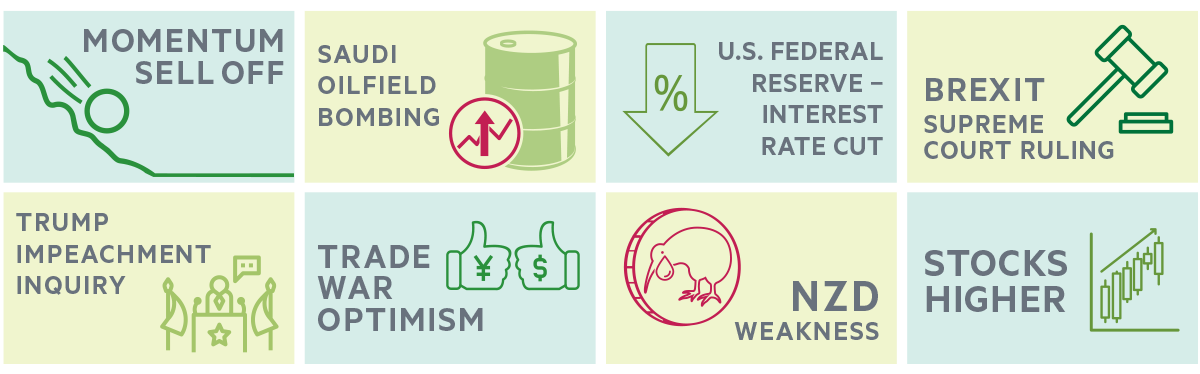 MOMENTUM
SELL OFF
SAUDI
OILFIELD
BOMBING
%
U.S. FEDERAL
RESERVE –
INTEREST
RATE CUT
BREXIT
SUPREME
COURT RULING
TRUMP
IMPEACHMENT
INQUIRY
TRADE
WAR
OPTIMISM
¥ $
NZD
WEAKNESS
STOCKS
HIGHER